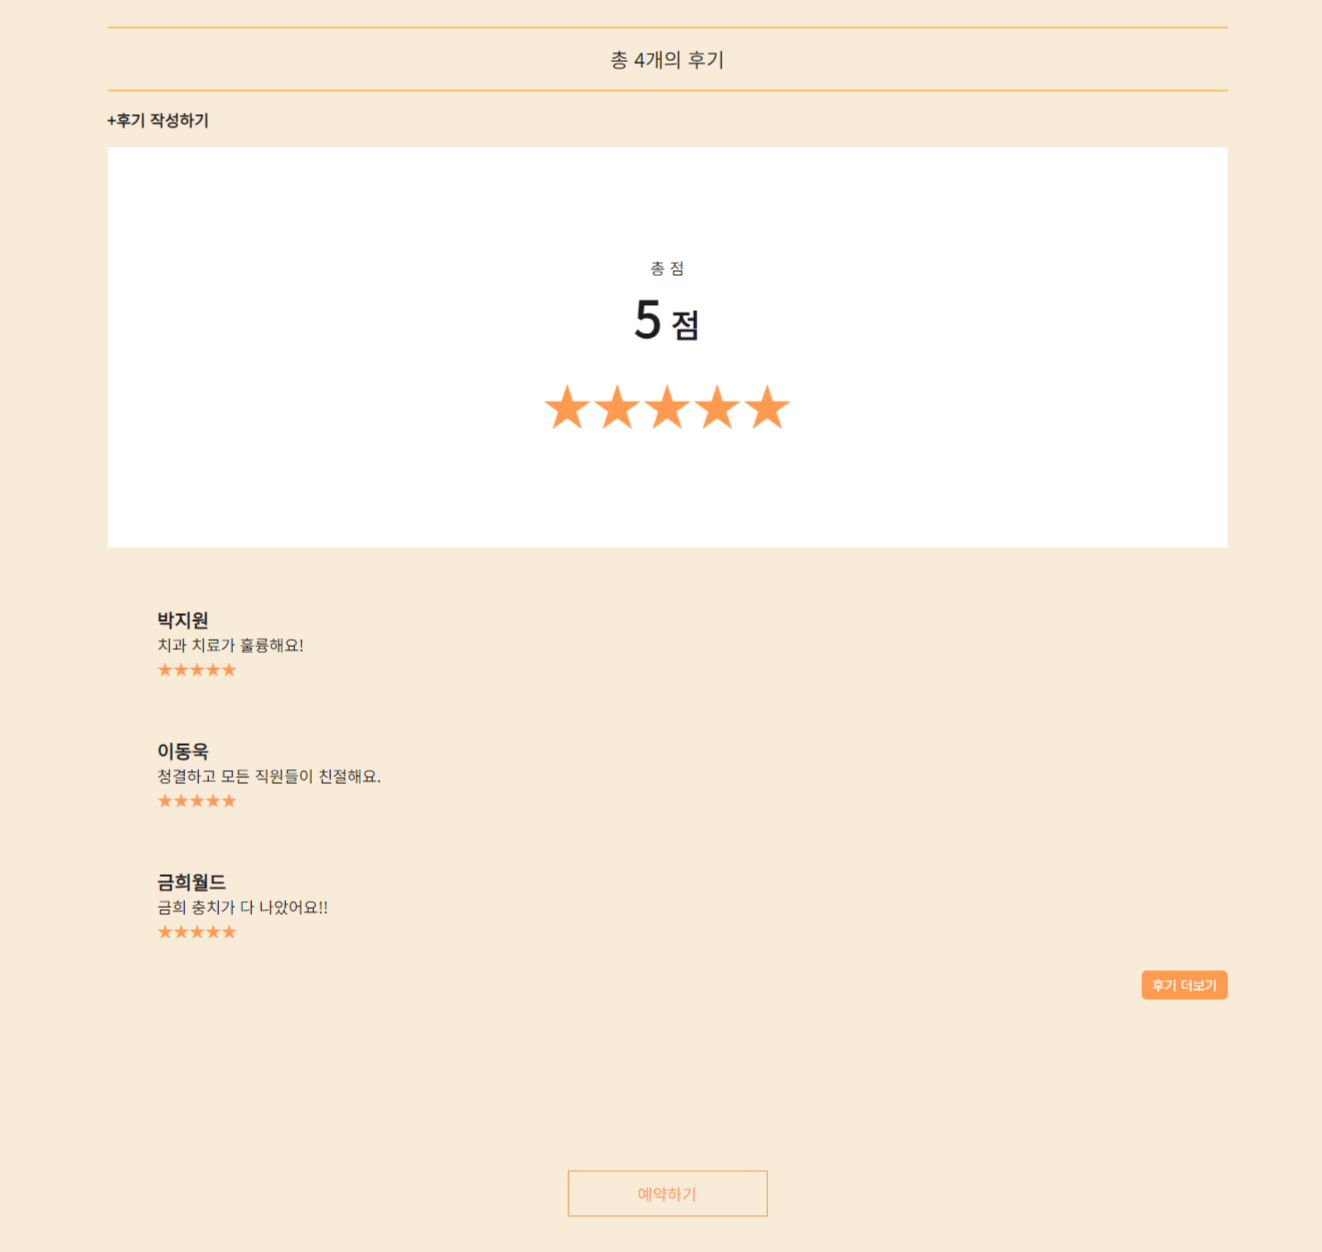 총 4개의 후기
+후기 작성하기
총 점
5 점
★★★★★
박지원
치과 치료가 훌륭해요!
★★★★★
이동욱
청결하고 모든 직원들이 친절해요.
★★★★★
금희월드
금희 충치가 다 나았어요!!
★★★★★
후기 더보기
예약하기